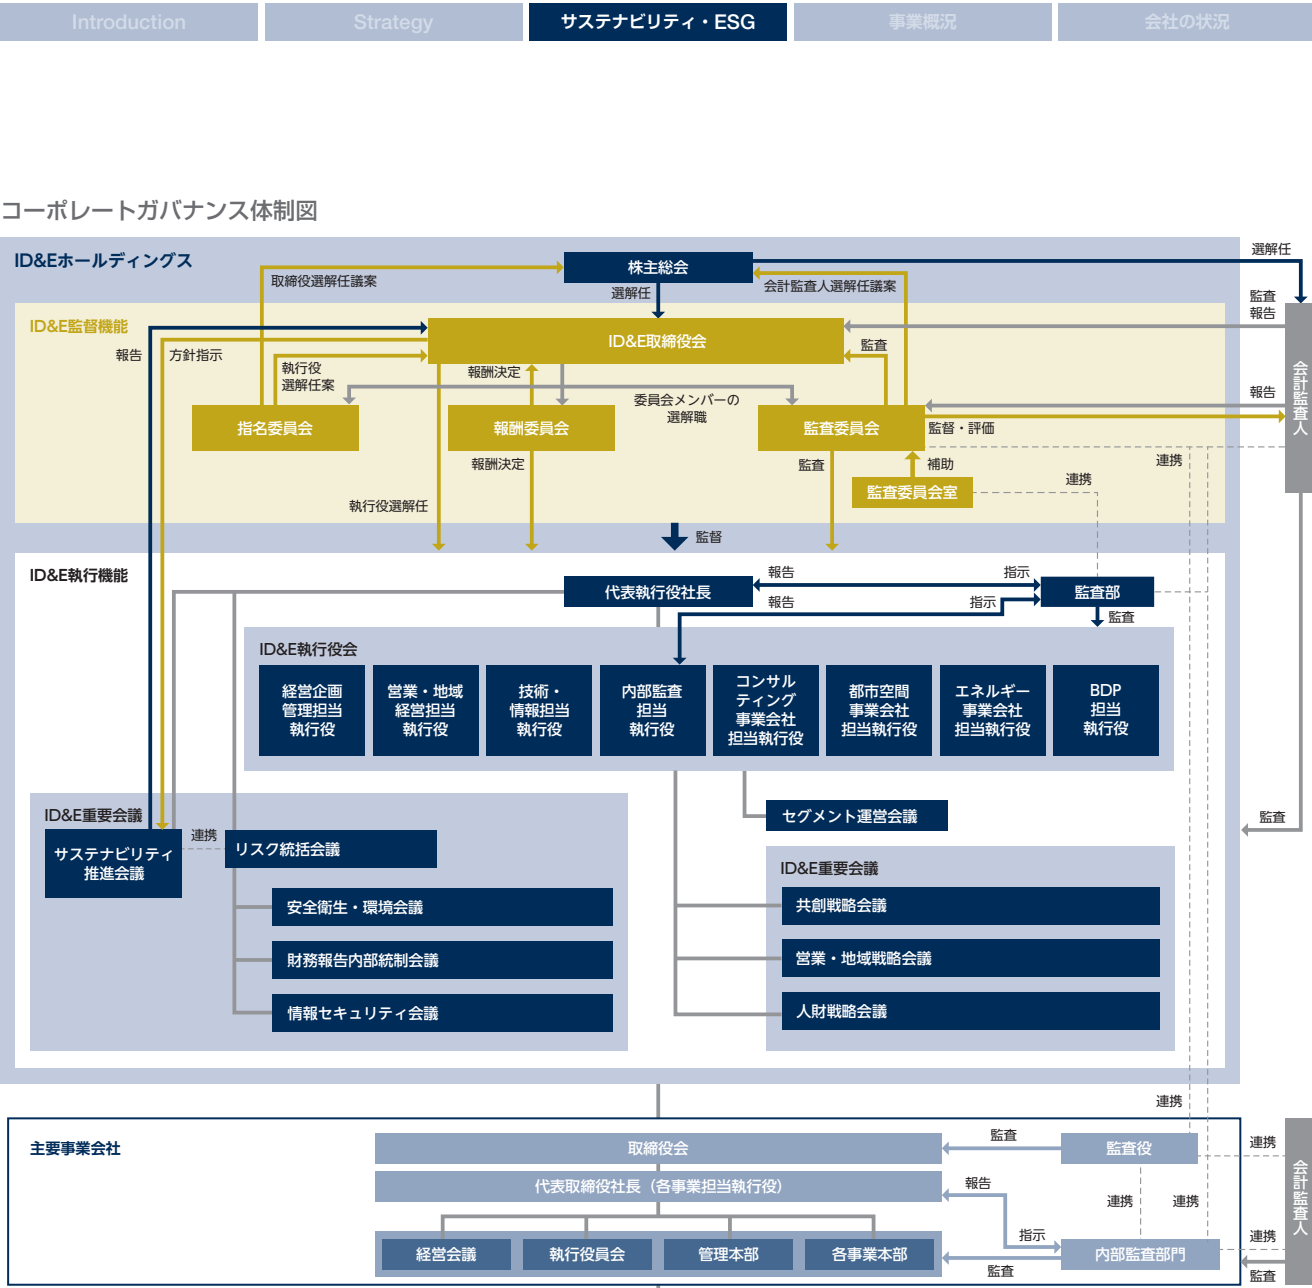 Introduction
Strategy
サステナビリティ・ESG
事業概況
会社の状況
コーポレートガバナンス体制図
ID&Eホールディングス
株主総会
選解任
取締役選解任議案
選解任
会計監査人選解任議案
監査
報告
ID&E監督機能
ID&E取締役会
報告
方針指示
執行役
選解任案
報酬決定
監査
委員会メンバーの
選解職
報告
会計監査人
指名委員会
報酬委員会
監査委員会
監督・評価
報酬決定
監査
補助
連携
連携
監査委員会室
執行役選解任
監督
ID&E執行機能
代表執行役社長
報告
指示
監査部
報告
指示
監査
ID&E執行役会
経営企画
管理担当
執行役
営業・地域
経営担当
執行役
技術・
情報担当
執行役
内部監査
担当
執行役
コンサル
ティング
事業会社
担当執行役
都市空間
事業会社
担当執行役
エネルギー
事業会社
担当執行役
BDP
担当
執行役
ID&E重要会議
サステナビリティ
推進会議
連携
リスク統括会議
安全衛生・環境会議
財務報告内部統制会議
情報セキュリティ会議
セグメント運営会議
監査
ID&E重要会議
共創戦略会議
営業・地域戦略会議
人財戦略会議
連携
主要事業会社
取締役会
監査
監査役
連携
代表取締役社長（各事業担当執行役）
報告
連携
連携
会計監査人
指示
連携
経営会議
執行役員会
管理本部
各事業本部
監査
内部監査部門
監査